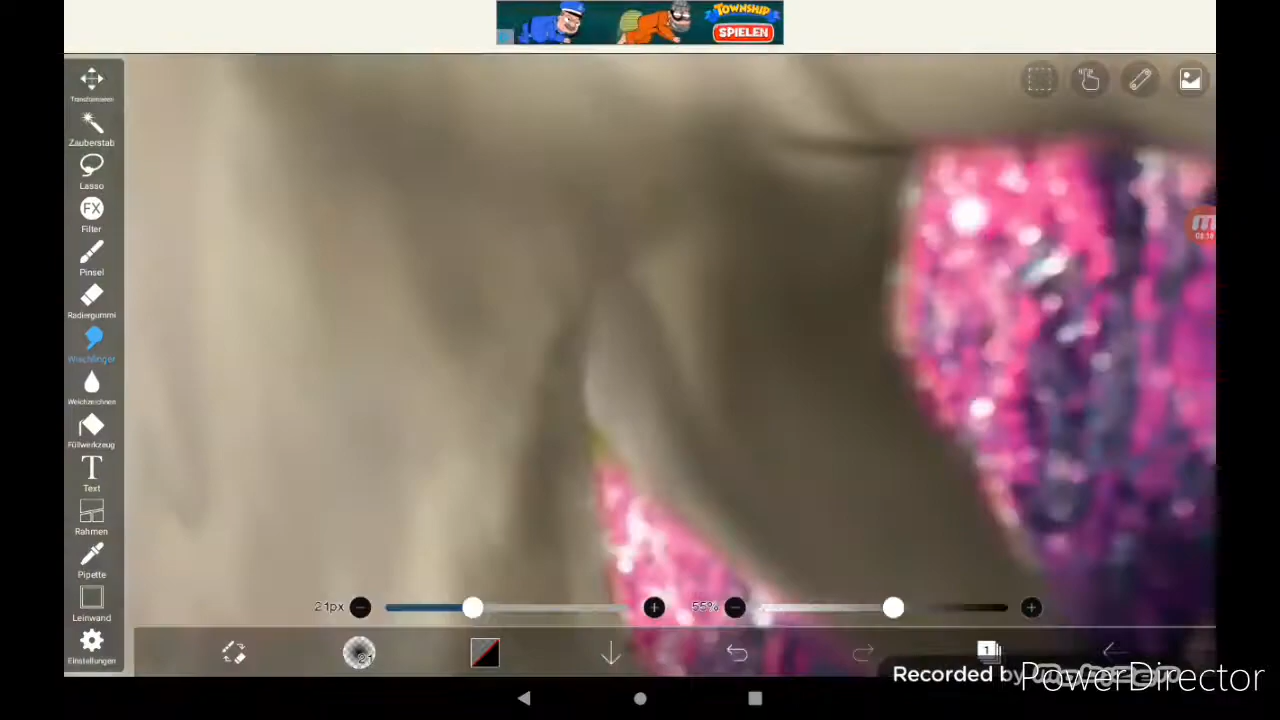 TOWNSHIP
SPIELEN
Transformieren
Zauberstab
Lasso
FX
Filter
Pinsel
Radiergummi
Wischfinger
Weichzeichnen
Füllwerkzeug
T
Text
Rahmen
Pipette
Leinwand
Einstellungen
21px
55%
1
Recorded by
PowerDirector